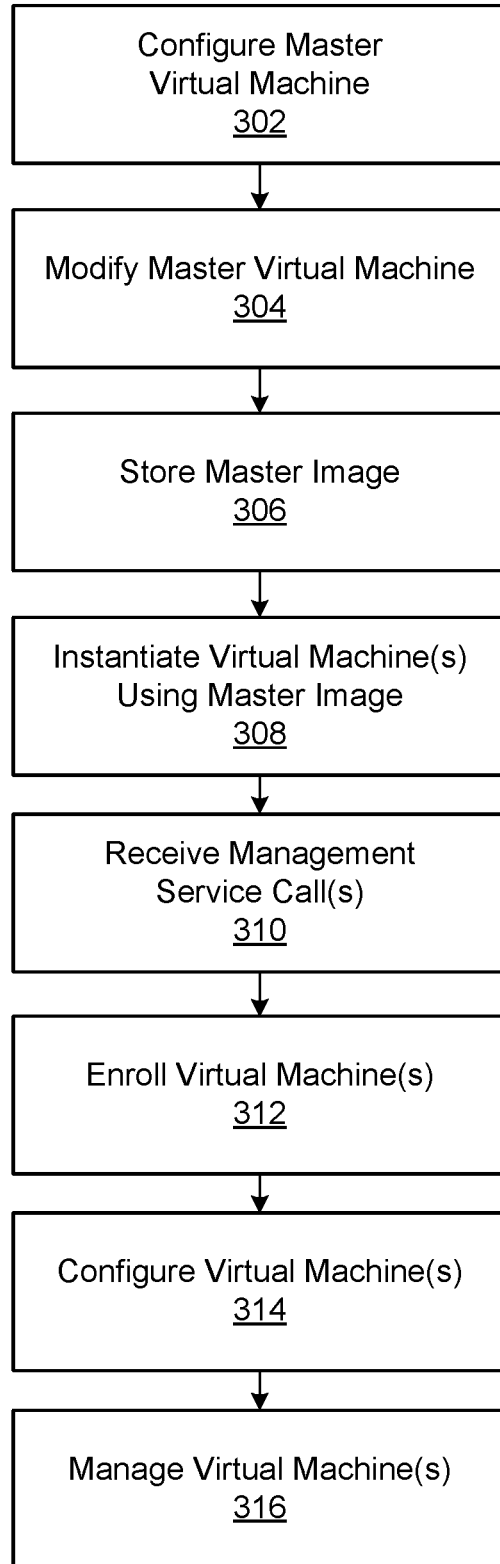 Configure Master
Virtual Machine
302
Modify Master Virtual Machine
304
Store Master Image
306
Instantiate Virtual Machine(s)
Using Master Image
308
Receive Management
Service Call(s)
310
Enroll Virtual Machine(s)
312
Configure Virtual Machine(s)
314
Manage Virtual Machine(s)
316